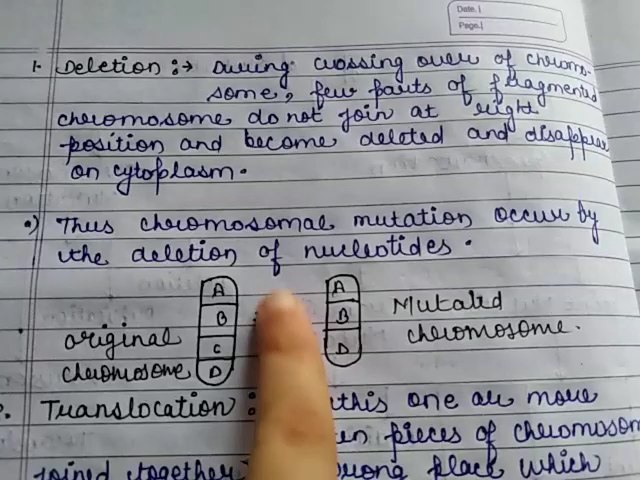 Date.|
Page.|
1. Deletion :→ During crossing over of chromo-
some, few parts of fragmented
chromosome do not join at right
position and become deleted and disappear
on cytoplasm.
•) Thus chromosomal mutation occur by
the deletion of nucleotides.
A A
B B Mutated
original chromosome.
C D
chromosome D
2. Translocation : this one or more
pieces of chromosom
joined together wrong place which